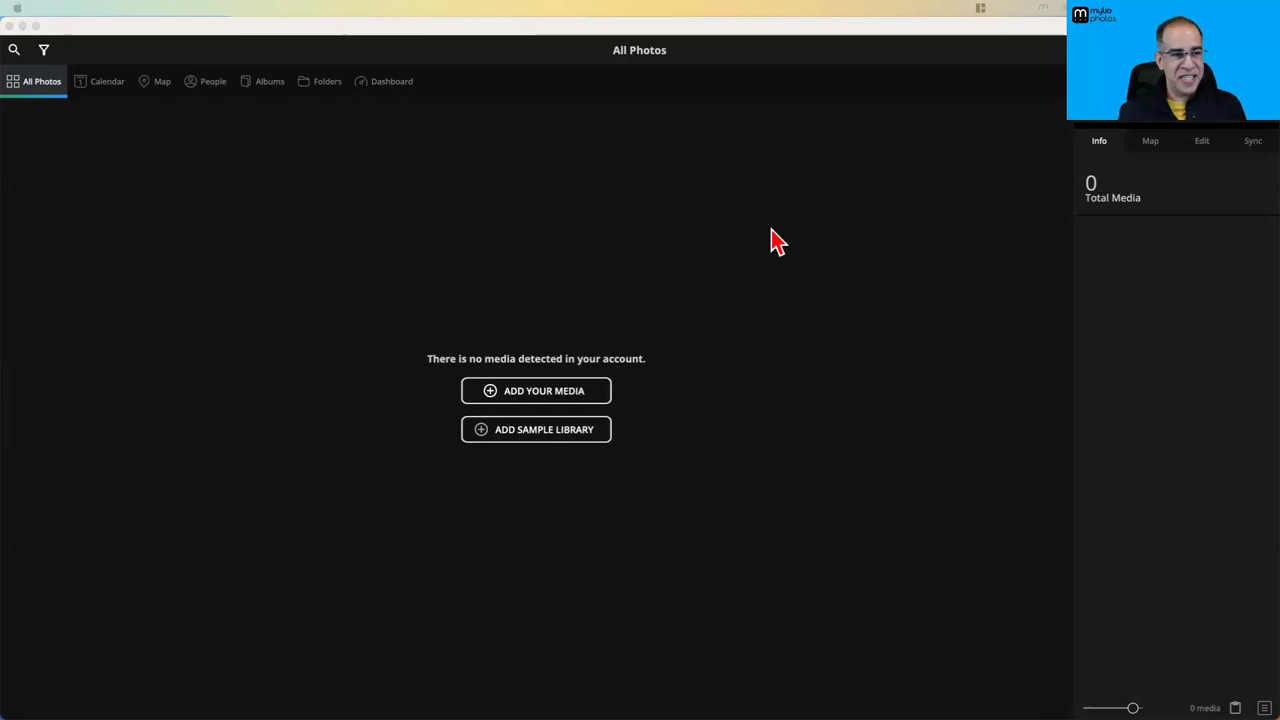 mylio
photos
All Photos
All Photos
Calendar
Map
People
Albums
Folders
Dashboard
Info
Map
Edit
Sync
0
Total Media
There is no media detected in your account.
ADD YOUR MEDIA
ADD SAMPLE LIBRARY
0 media